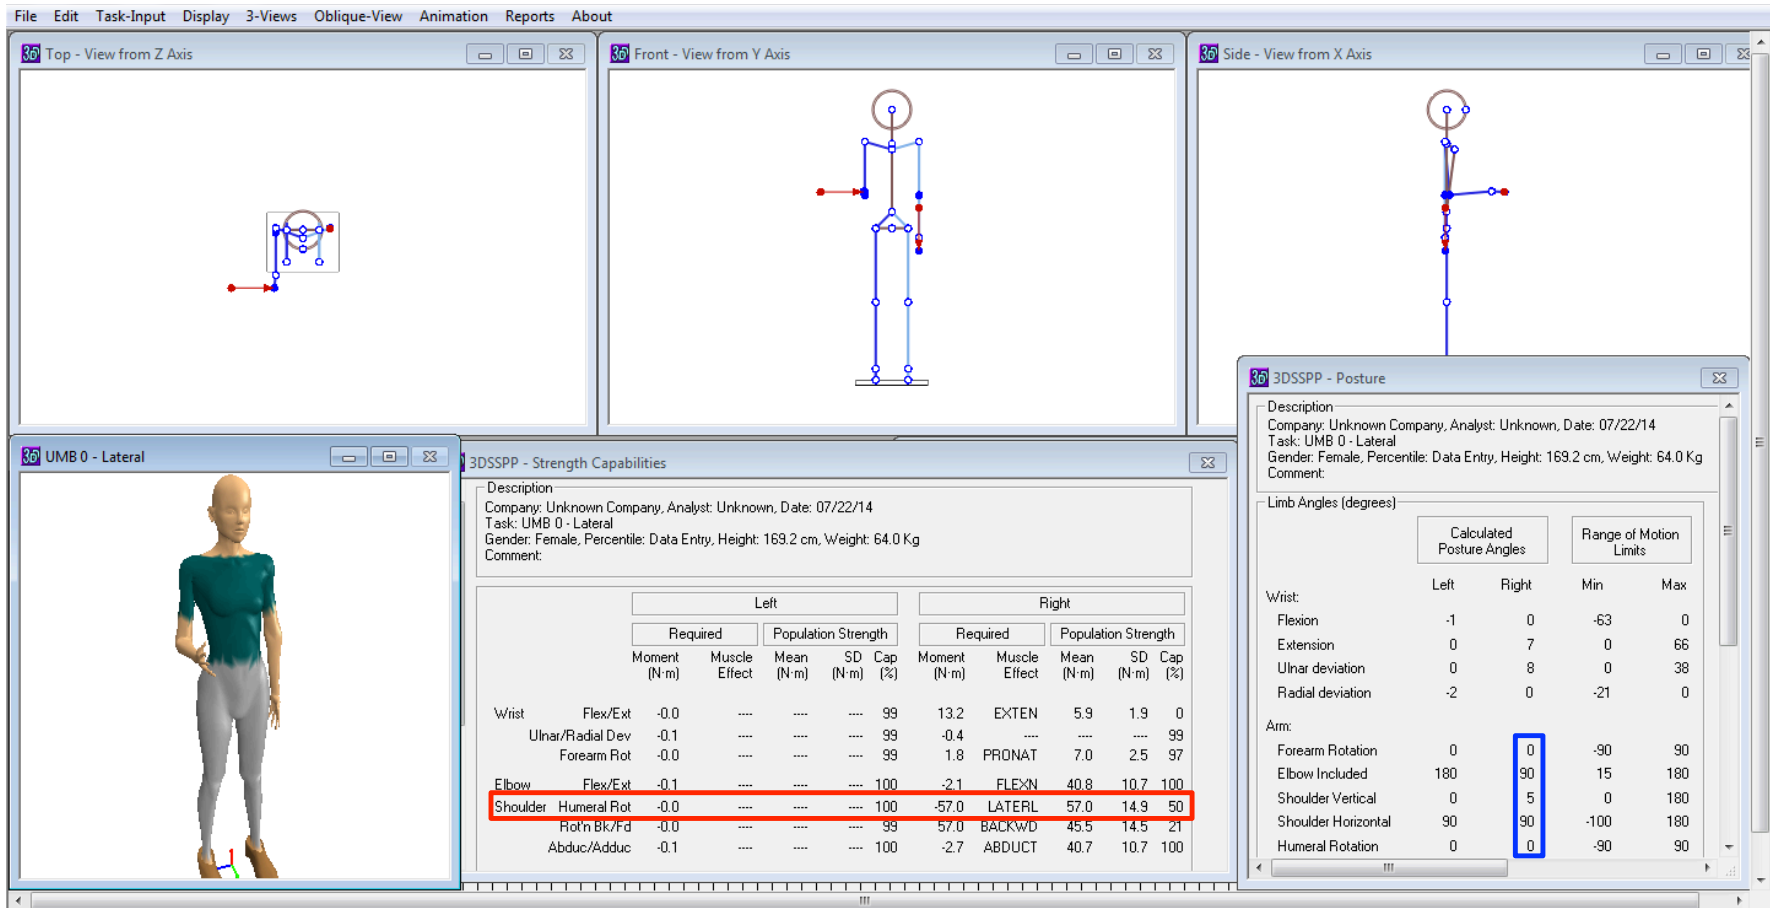 File Edit Task-Input Display 3-Views Oblique-View Animation Reports About
3D Top - View from Z Axis
3D Front - View from Y Axis
3D Side - View from X Axis
3D UMB 0 - Lateral
3DSSPP - Strength Capabilities
Description
Company: Unknown Company, Analyst: Unknown, Date: 07/22/14
Task: UMB 0 - Lateral
Gender: Female, Percentile: Data Entry, Height: 169.2 cm, Weight: 64.0 Kg
Comment:
Left Right
Required Population Strength Required Population Strength
Moment Muscle Mean SD Cap Moment Muscle Mean SD Cap
(N·m) Effect (N·m) (N·m) (%) (N·m) Effect (N·m) (N·m) (%)
Wrist Flex/Ext -0.0 ---- ---- ---- 99 13.2 EXTEN 5.9 1.9 0
Ulnar/Radial Dev -0.1 ---- ---- ---- 99 -0.4 ---- ---- ---- 99
Forearm Rot -0.0 ---- ---- ---- 99 1.8 PRONAT 7.0 2.5 97
Elbow Flex/Ext -0.1 ---- ---- ---- 100 -2.1 FLEXN 40.8 10.7 100
Shoulder Humeral Rot -0.0 ---- ---- ---- 100 -57.0 LATERL 57.0 14.9 50
Rot'n Bk/Fd -0.0 ---- ---- ---- 99 57.0 BACKWD 45.5 14.5 21
Abduc/Adduc -0.1 ---- ---- ---- 100 -2.7 ABDUCT 40.7 10.7 100
3D 3DSSPP - Posture
Description
Company: Unknown Company, Analyst: Unknown, Date: 07/22/14
Task: UMB 0 - Lateral
Gender: Female, Percentile: Data Entry, Height: 169.2 cm, Weight: 64.0 Kg
Comment:
Limb Angles (degrees)
Calculated Range of Motion
Posture Angles Limits
Left Right Min Max
Wrist:
Flexion -1 0 -63 0
Extension 0 7 0 66
Ulnar deviation 0 8 0 38
Radial deviation -2 0 -21 0
Arm:
Forearm Rotation 0 0 -90 90
Elbow Included 180 90 15 180
Shoulder Vertical 0 5 0 180
Shoulder Horizontal 90 90 -100 180
Humeral Rotation 0 0 -90 90